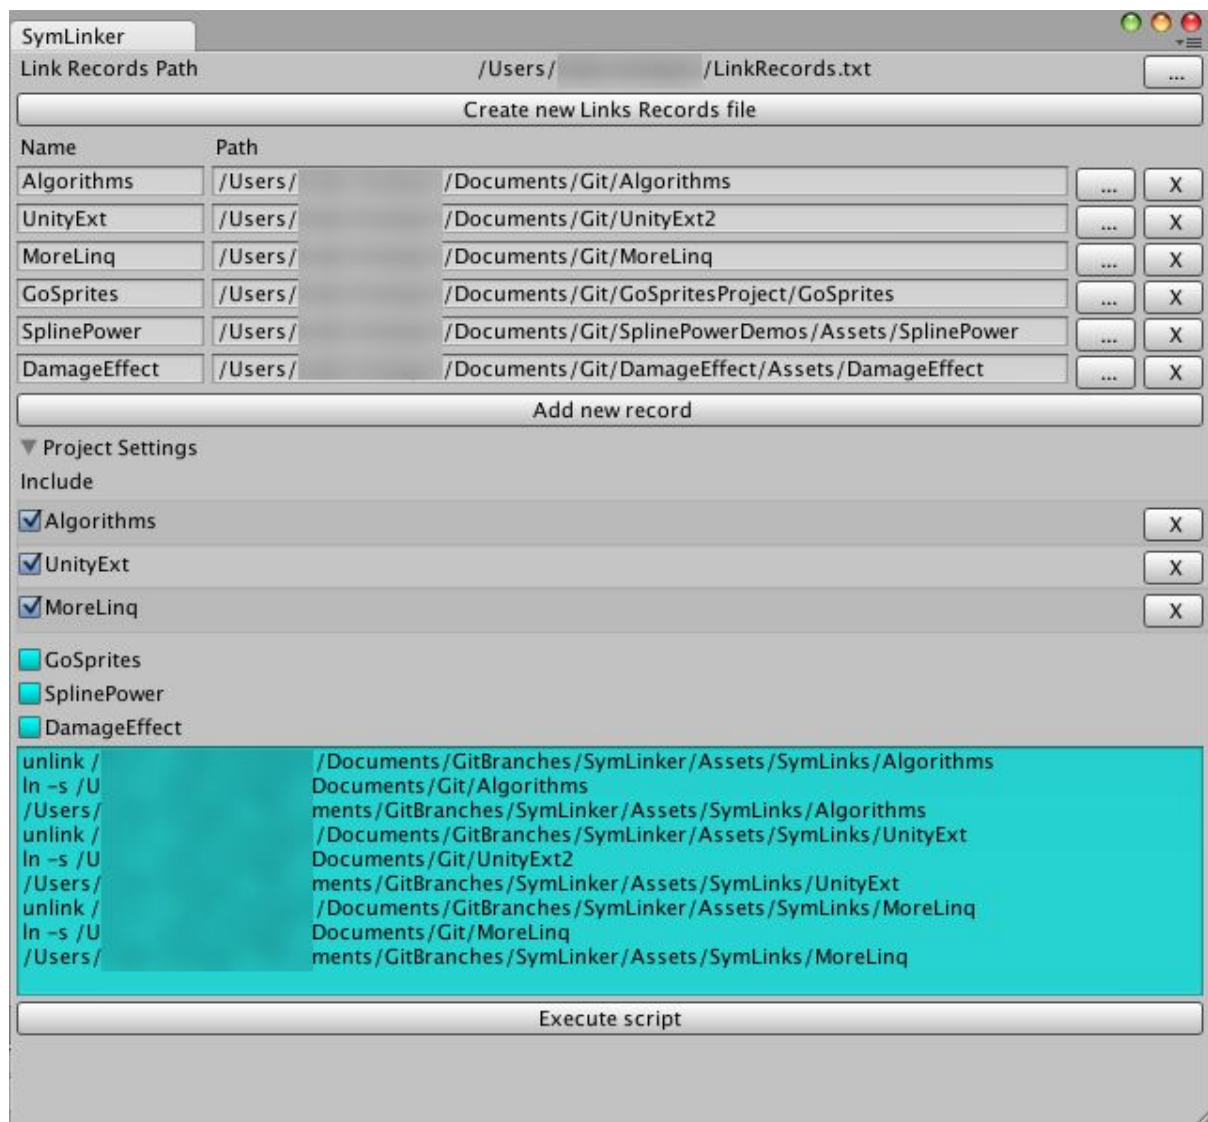 SymLinker
Link Records Path /Users/ /LinkRecords.txt ...
Create new Links Records file
Name Path
Algorithms /Users/ /Documents/Git/Algorithms ... X
UnityExt /Users/ /Documents/Git/UnityExt2 ... X
MoreLinq /Users/ /Documents/Git/MoreLinq ... X
GoSprites /Users/ /Documents/Git/GoSpritesProject/GoSprites ... X
SplinePower /Users/ /Documents/Git/SplinePowerDemos/Assets/SplinePower ... X
DamageEffect /Users/ /Documents/Git/DamageEffect/Assets/DamageEffect ... X
Add new record
Project Settings
Include
Algorithms X
UnityExt X
MoreLinq X
GoSprites
SplinePower
DamageEffect
unlink / /Documents/GitBranches/SymLinker/Assets/SymLinks/Algorithms
ln -s /U Documents/Git/Algorithms
/Users/ ments/GitBranches/SymLinker/Assets/SymLinks/Algorithms
unlink / /Documents/GitBranches/SymLinker/Assets/SymLinks/UnityExt
ln -s /U Documents/Git/UnityExt2
/Users/ ments/GitBranches/SymLinker/Assets/SymLinks/UnityExt
unlink / /Documents/GitBranches/SymLinker/Assets/SymLinks/MoreLinq
ln -s /U Documents/Git/MoreLinq
/Users/ ments/GitBranches/SymLinker/Assets/SymLinks/MoreLinq
Execute script